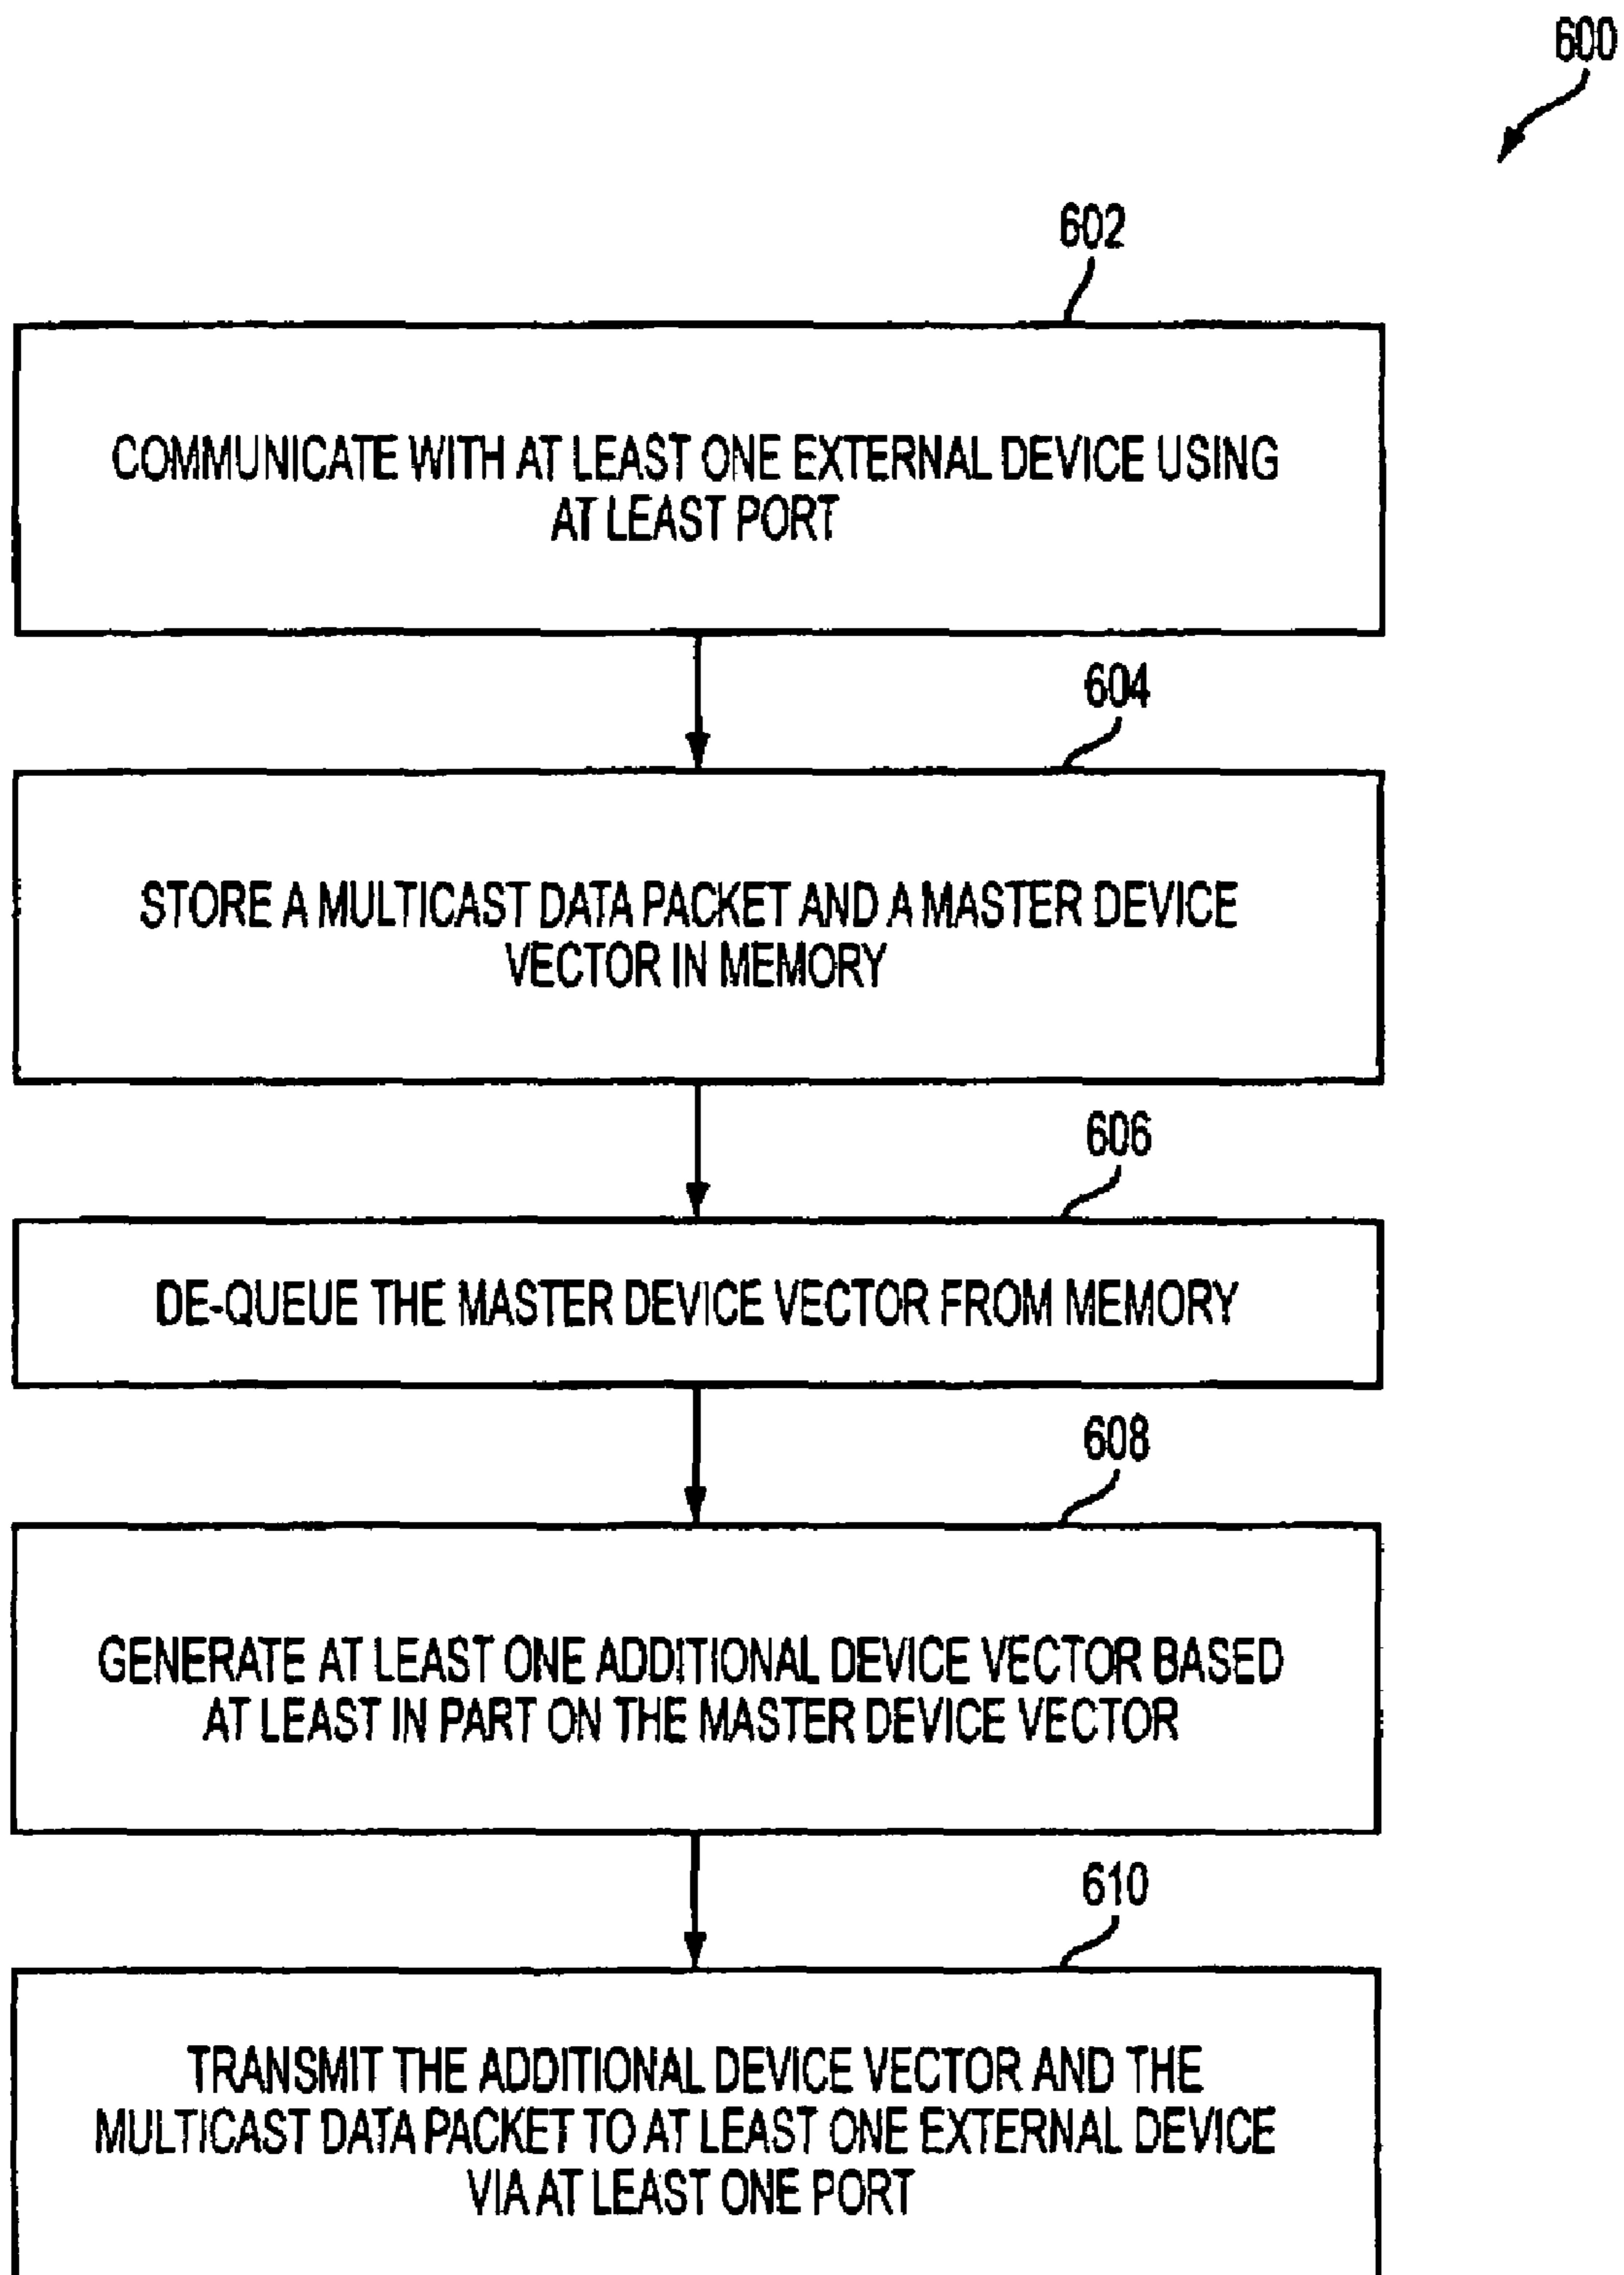 600
602
COMMUNICATE WITH AT LEAST ONE EXTERNAL DEVICE USING
AT LEAST PORT
604
STORE A MULTICAST DATA PACKET AND A MASTER DEVICE
VECTOR IN MEMORY
606
DE-QUEUE THE MASTER DEVICE VECTOR FROM MEMORY
608
GENERATE AT LEAST ONE ADDITIONAL DEVICE VECTOR BASED
AT LEAST IN PART ON THE MASTER DEVICE VECTOR
610
TRANSMIT THE ADDITIONAL DEVICE VECTOR AND THE
MULTICAST DATA PACKET TO AT LEAST ONE EXTERNAL DEVICE
VIA AT LEAST ONE PORT